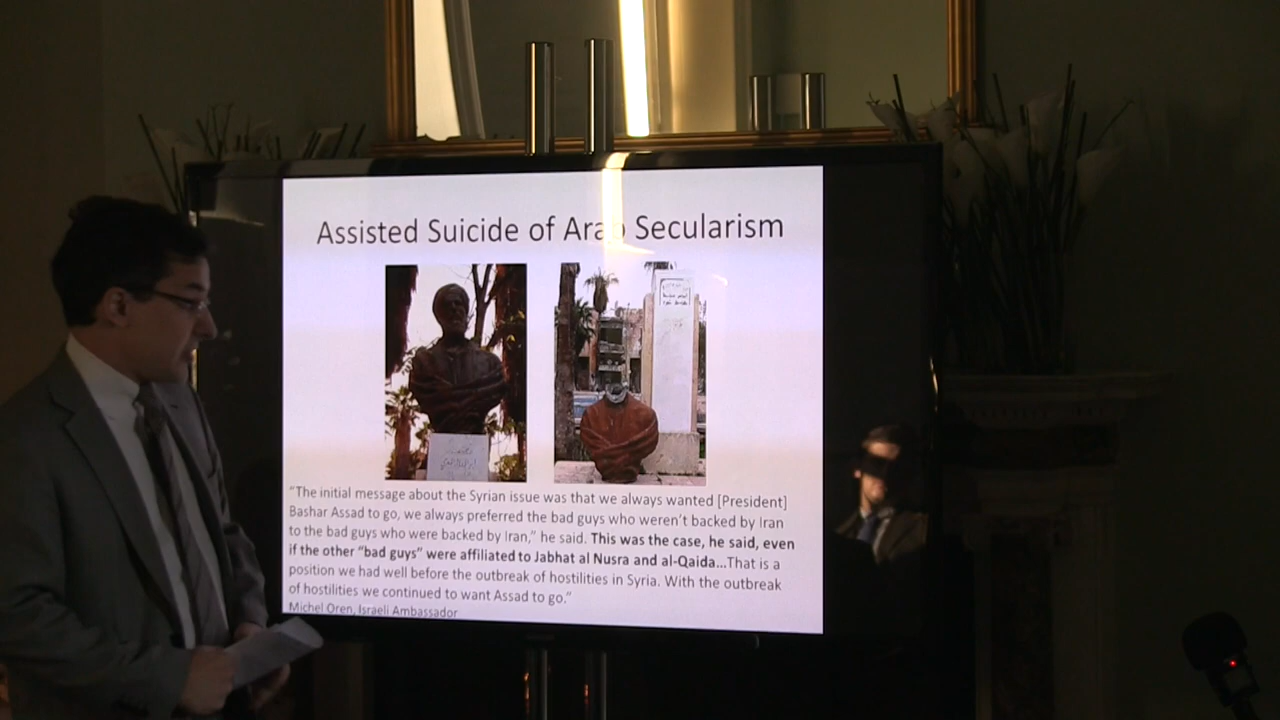 Assisted Suicide of Arab Secularism
“The initial message about the Syrian issue was that we always wanted [President]
Bashar Assad to go, we always preferred the bad guys who weren’t backed by Iran
to the bad guys who were backed by Iran,” he said. This was the case, he said, even
if the other “bad guys” were affiliated to Jabhat al Nusra and al-Qaida...That is a
position we had well before the outbreak of hostilities in Syria. With the outbreak
of hostilities we continued to want Assad to go.”
Michel Oren, Israeli Ambassador